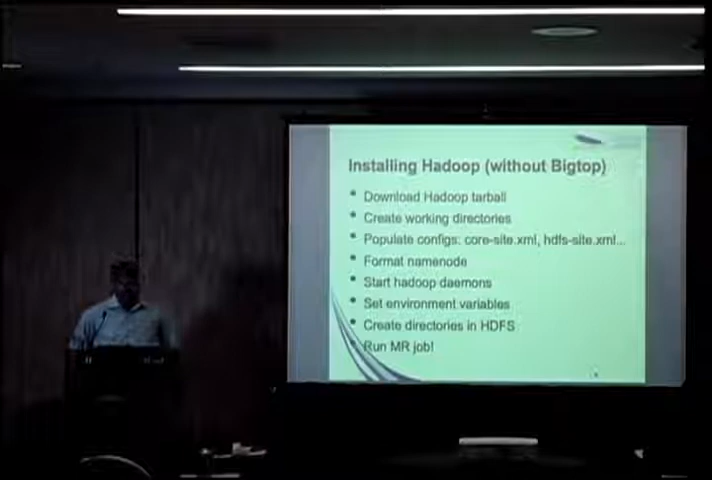 Installing Hadoop (without Bigtop)
* Download Hadoop tarball
* Create working directories
* Populate configs: core-site.xml, hdfs-site.xml...
* Format namenode
* Start hadoop daemons
* Set environment variables
* Create directories in HDFS
* Run MR job!